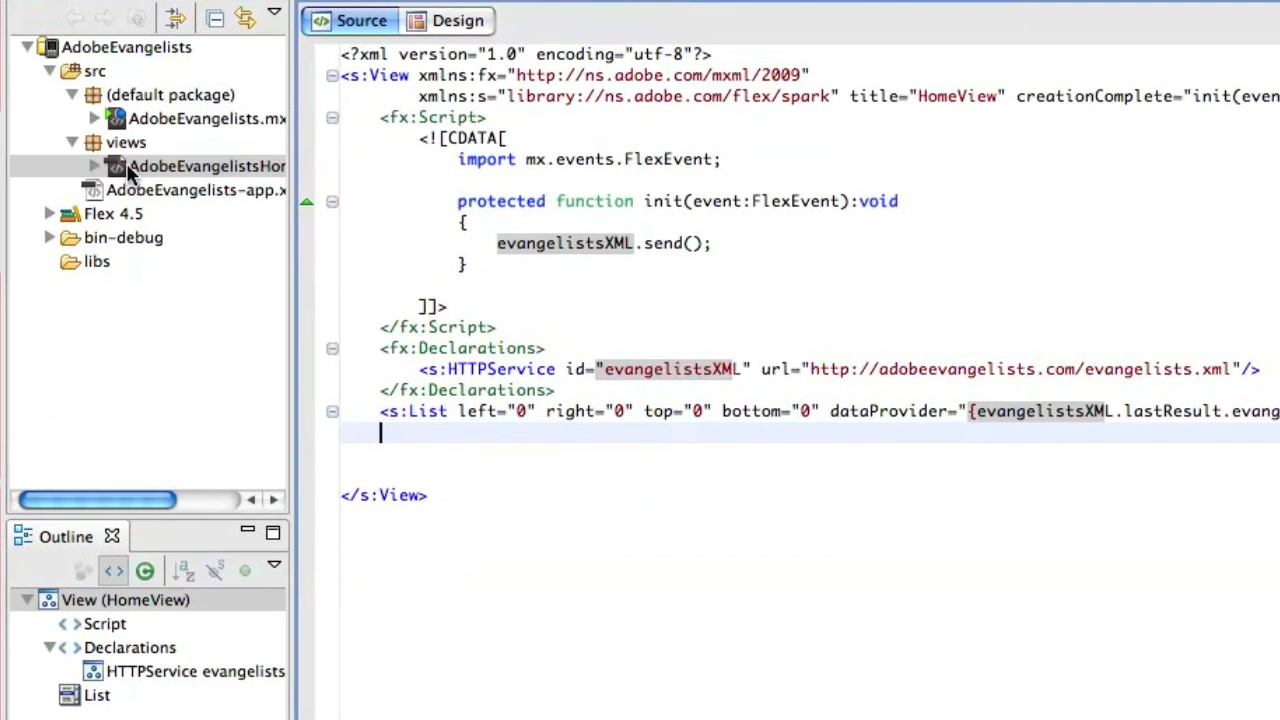 AdobeEvangelists
src
(default package)
AdobeEvangelists.mx
views
AdobeEvangelistsHor
AdobeEvangelists-app.x
Flex 4.5
bin-debug
libs
Outline
View (HomeView)
Script
Declarations
HTTPService evangelists
List
Source Design
<?xml version="1.0" encoding="utf-8"?>
<s:View xmlns:fx="http://ns.adobe.com/mxml/2009"
xmlns:s="library://ns.adobe.com/flex/spark" title="HomeView" creationComplete="init(even
<fx:Script>
<![CDATA[
import mx.events.FlexEvent;
protected function init(event:FlexEvent):void
{
evangelistsXML.send();
}
]]>
</fx:Script>
<fx:Declarations>
<s:HTTPService id="evangelistsXML" url="http://adobeevangelists.com/evangelists.xml"/>
</fx:Declarations>
<s:List left="0" right="0" top="0" bottom="0" dataProvider="{evangelistsXML.lastResult.evang
</s:View>